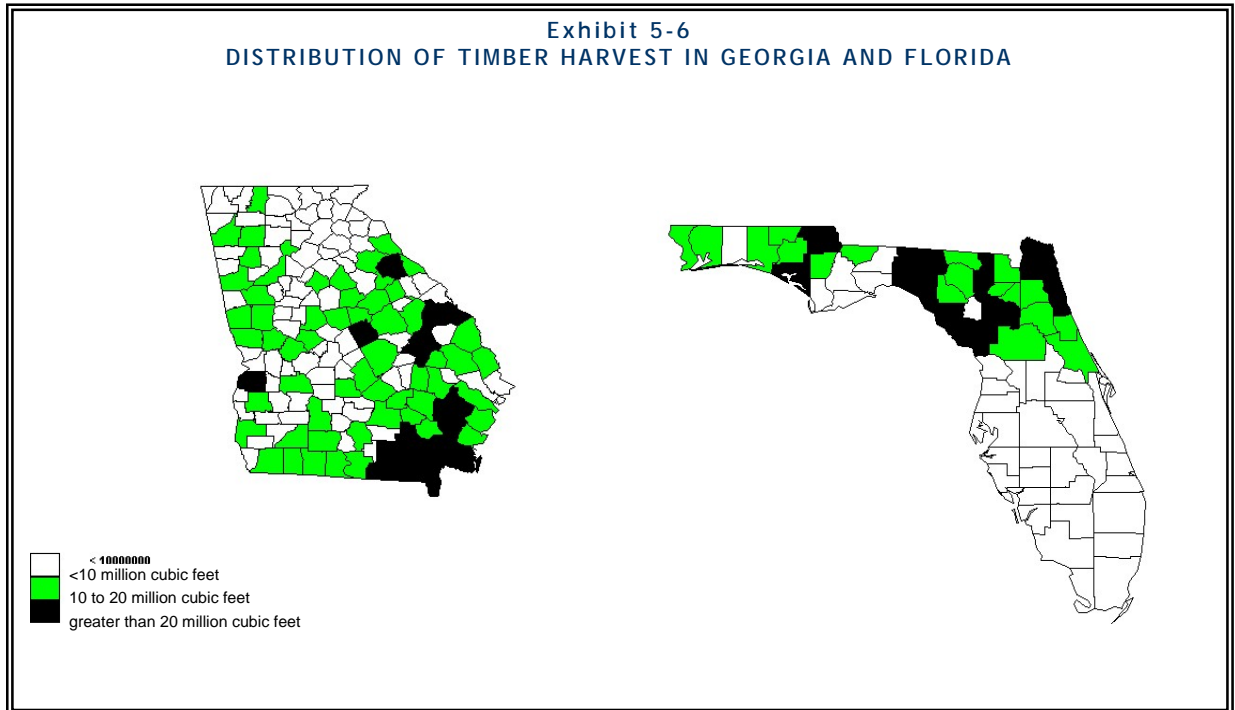 Exhibit 5-6
DISTRIBUTION OF TIMBER HARVEST IN GEORGIA AND FLORIDA
< 10000000
<10 million cubic feet
10 to 20 million cubic feet
greater than 20 million cubic feet